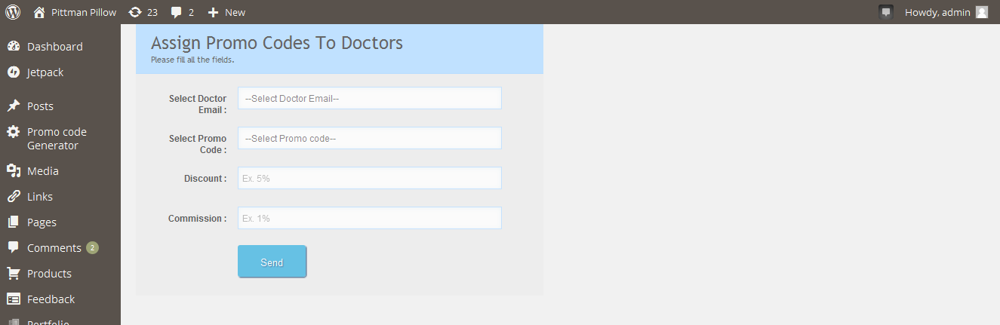 Pittman Pillow 23 2 New Howdy, admin
Dashboard
Jetpack
Posts
Promo code
Generator
Media
Links
Pages
Comments 2
Products
Feedback
Portfolio
Assign Promo Codes To Doctors
Please fill all the fields.
Select Doctor
Email :
--Select Doctor Email--
Select Promo
Code :
--Select Promo code--
Discount :
Ex. 5%
Commission :
Ex. 1%
Send